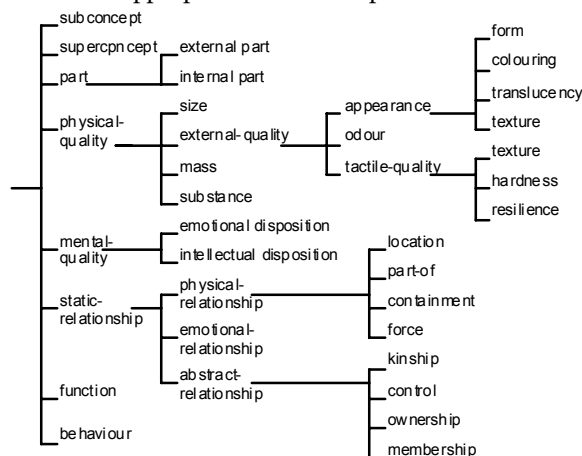 subconcept
supercpncept
part
external part
internal part
physical-
quality
size
external-quality
mass
substance
appearance
odour
tactile-quality
form
colouring
translucency
texture
texture
hardness
resilience
mental-
quality
emotional disposition
intellectual disposition
static-
relationship
physical-
relationship
emotional-
relationship
abstract-
relationship
location
part-of
containment
force
kinship
control
ownership
membership
function
behaviour